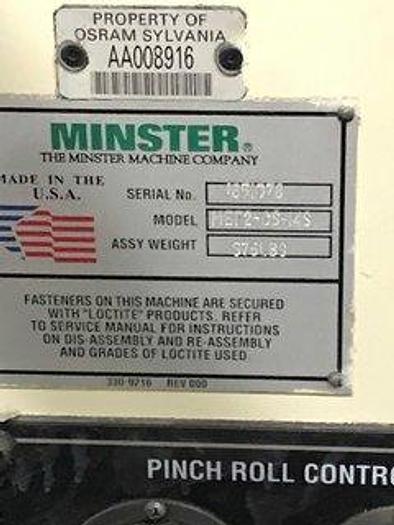 PROPERTY OF
OSRAM SYLVANIA
AA008916
MINSTER®
THE MINSTER MACHINE COMPANY
MADE IN THE
U.S.A.
SERIAL No.
MODEL
ASSY WEIGHT
FASTENERS ON THIS MACHINE ARE SECURED
WITH "LOCTITE" PRODUCTS. REFER
TO SERVICE MANUAL FOR INSTRUCTIONS
ON DIS-ASSEMBLY AND RE-ASSEMBLY
AND GRADES OF LOCTITE USED
330-9216 REV 000
PINCH ROLL CONTRO